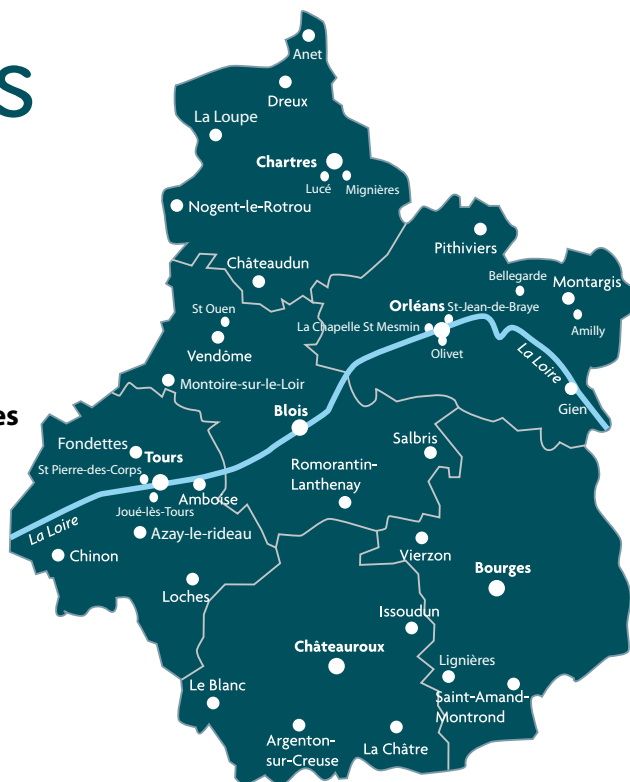 s
Anet
Dreux
La Loupe
Chartres
Lucé
Mignières
Nogent-le-Rotrou
Pithiviers
Châteaudun
Bellegarde
Montargis
St Ouen
Orléans
St-Jean-de-Braye
La Chapelle St Mesmin
Amilly
Vendôme
Olivet
La Loire
Montoire-sur-le-Loir
Gien
Blois
es
Fondettes
Tours
Salbris
St Pierre-des-Corps
Romorantin-
Lanthenay
Amboise
Joué-lès-Tours
La Loire
Azay-le-rideau
Chinon
Vierzon
Bourges
Loches
Issoudun
Châteauroux
Lignières
Le Blanc
Saint-Amand-
Montrond
Argenton-
sur-Creuse
La Châtre